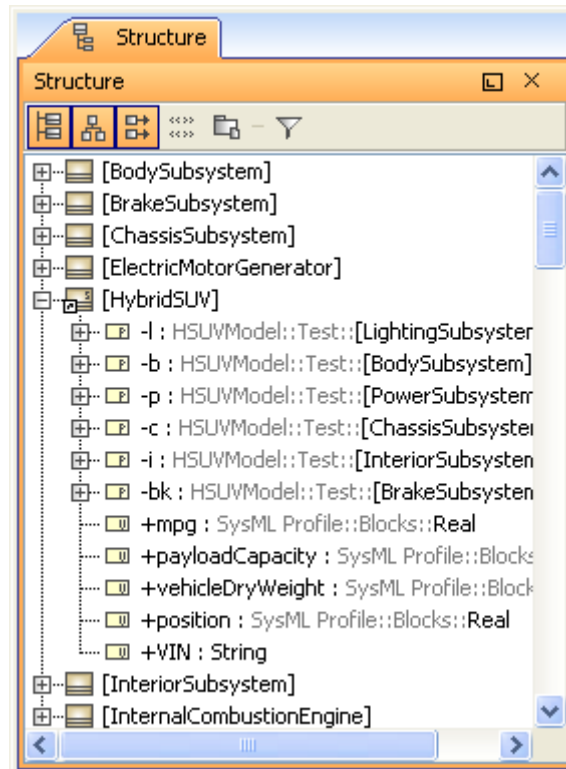 Structure
Structure
[BodySubsystem]
[BrakeSubsystem]
[ChassisSubsystem]
[ElectricMotorGenerator]
[HybridSUV]
-l : HSUVModel::Test::[LightingSubsyster
-b : HSUVModel::Test::[BodySubsystem]
-p : HSUVModel::Test::[PowerSubsystem
-c : HSUVModel::Test::[ChassisSubsyster
-i : HSUVModel::Test::[InteriorSubsysten
-bk : HSUVModel::Test::[BrakeSubsysten
+mpg : SysML Profile::Blocks::Real
+payloadCapacity : SysML Profile::Blocks
+vehicleDryWeight : SysML Profile::Block
+position : SysML Profile::Blocks::Real
+VIN : String
[InteriorSubsystem]
[InternalCombustionEngine]